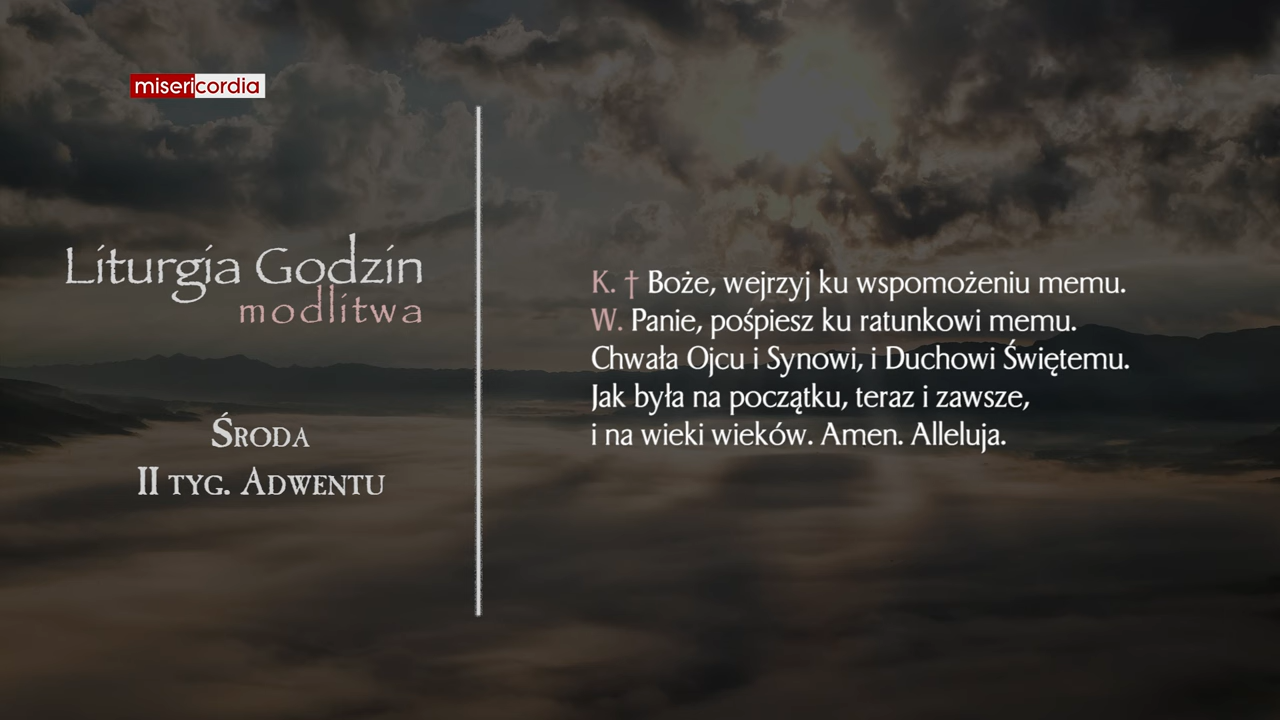 misericordia
Liturgia Godzin
modlitwa
Środa
II tyg. Adwentu
K. † Boże, wejrzyj ku wspomożeniu memu.
W. Panie, pośpiesz ku ratunkowi memu.
Chwała Ojcu i Synowi, i Duchowi Świętemu.
Jak była na początku, teraz i zawsze,
i na wieki wieków. Amen. Alleluja.